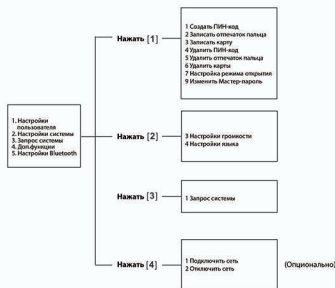 1. Настройки
пользователя
2. Настройки системы
3. Запрос системы
4. Доп.функции
5. Настройки Bluetooth
Нажать [1]
1 Создать ПИН-код
2 Записать отпечаток пальца
3 Записать карту
4 Удалить ПИН-код
5 Удалить отпечаток пальца
6 Удалить карты
7 Настройка режима открытия
9 Изменить Мастер-пароль
Нажать [2]
3 Настройки громкости
4 Настройки языка
Нажать [3]
1 Запрос системы
Нажать [4]
1 Подключить сеть
2 Отключить сеть
(Опционально)